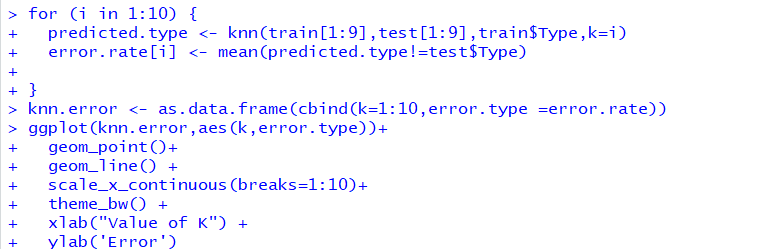 > for (i in 1:10) {
+   predicted.type <- knn(train[1:9],test[1:9],train$Type,k=i)
+   error.rate[i] <- mean(predicted.type!=test$Type)
+
+ }
> knn.error <- as.data.frame(cbind(k=1:10,error.type =error.rate))
> ggplot(knn.error,aes(k,error.type))+
+   geom_point()+
+   geom_line() +
+   scale_x_continuous(breaks=1:10)+
+   theme_bw() +
+   xlab("Value of K") +
+   ylab('Error')